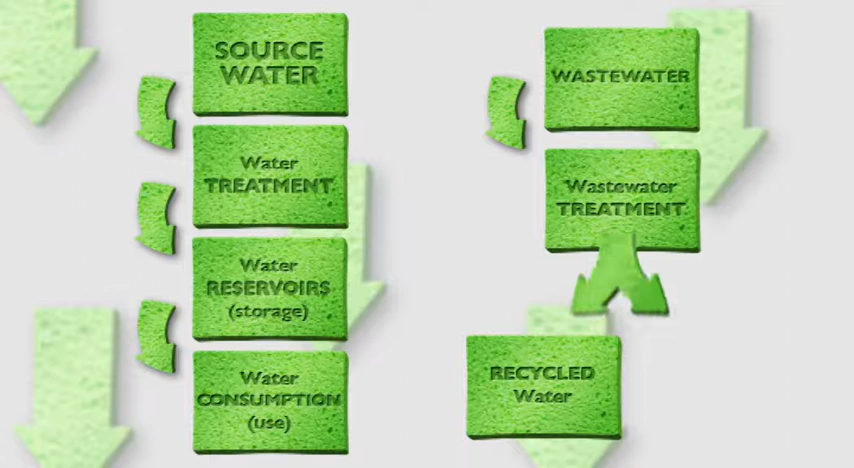 SOURCE
WATER
Water
TREATMENT
Water
RESERVOIRS
(storage)
Water
CONSUMPTION
(use)
WASTEWATER
Wastewater
TREATMENT
RECYCLED
Water